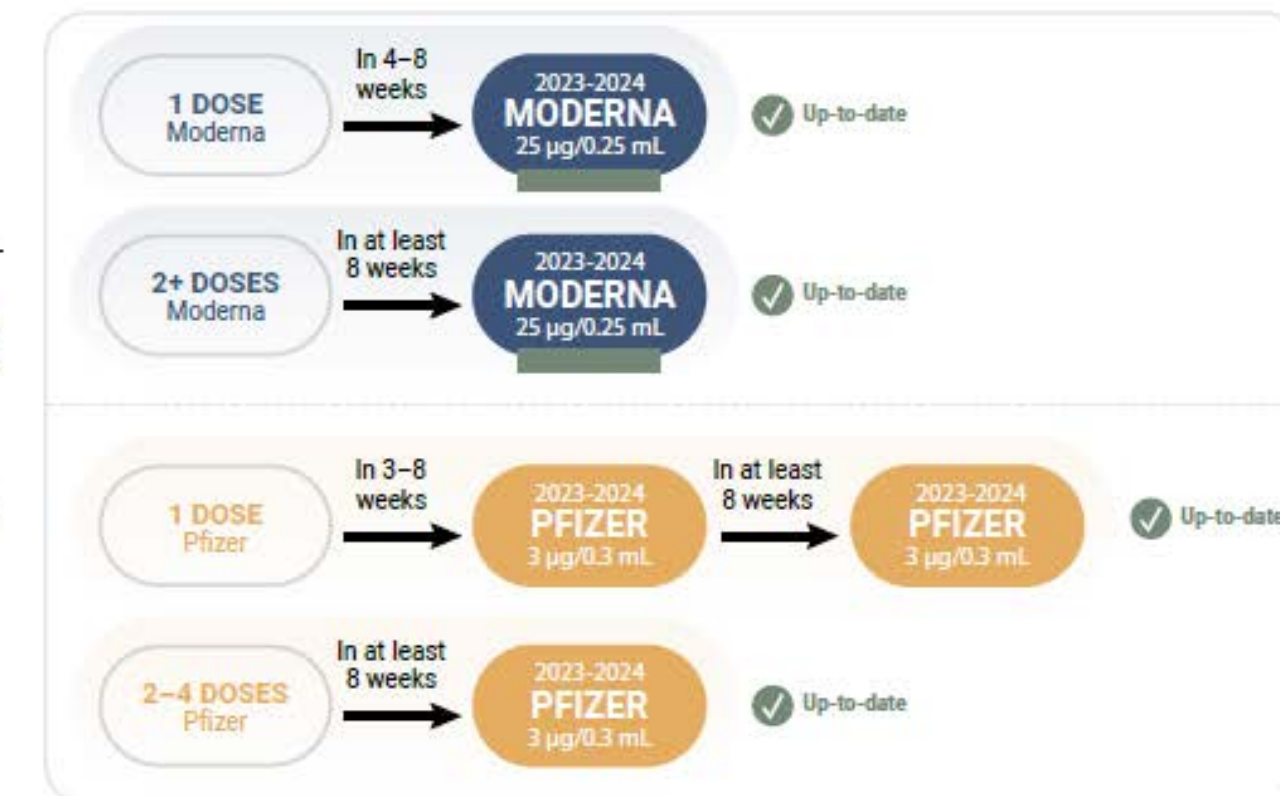 In 4–8
weeks
1 DOSE
Moderna
2023-2024
MODERNA
25 µg/0.25 mL
Up-to-date
In at least
8 weeks
2+ DOSES
Moderna
2023-2024
MODERNA
25 µg/0.25 mL
Up-to-date
In 3–8
weeks
1 DOSE
Pfizer
2023-2024
PFIZER
3 µg/0.3 mL
In at least
8 weeks
2023-2024
PFIZER
3 µg/0.3 mL
Up-to-date
In at least
8 weeks
2–4 DOSES
Pfizer
2023-2024
PFIZER
3 µg/0.3 mL
Up-to-date